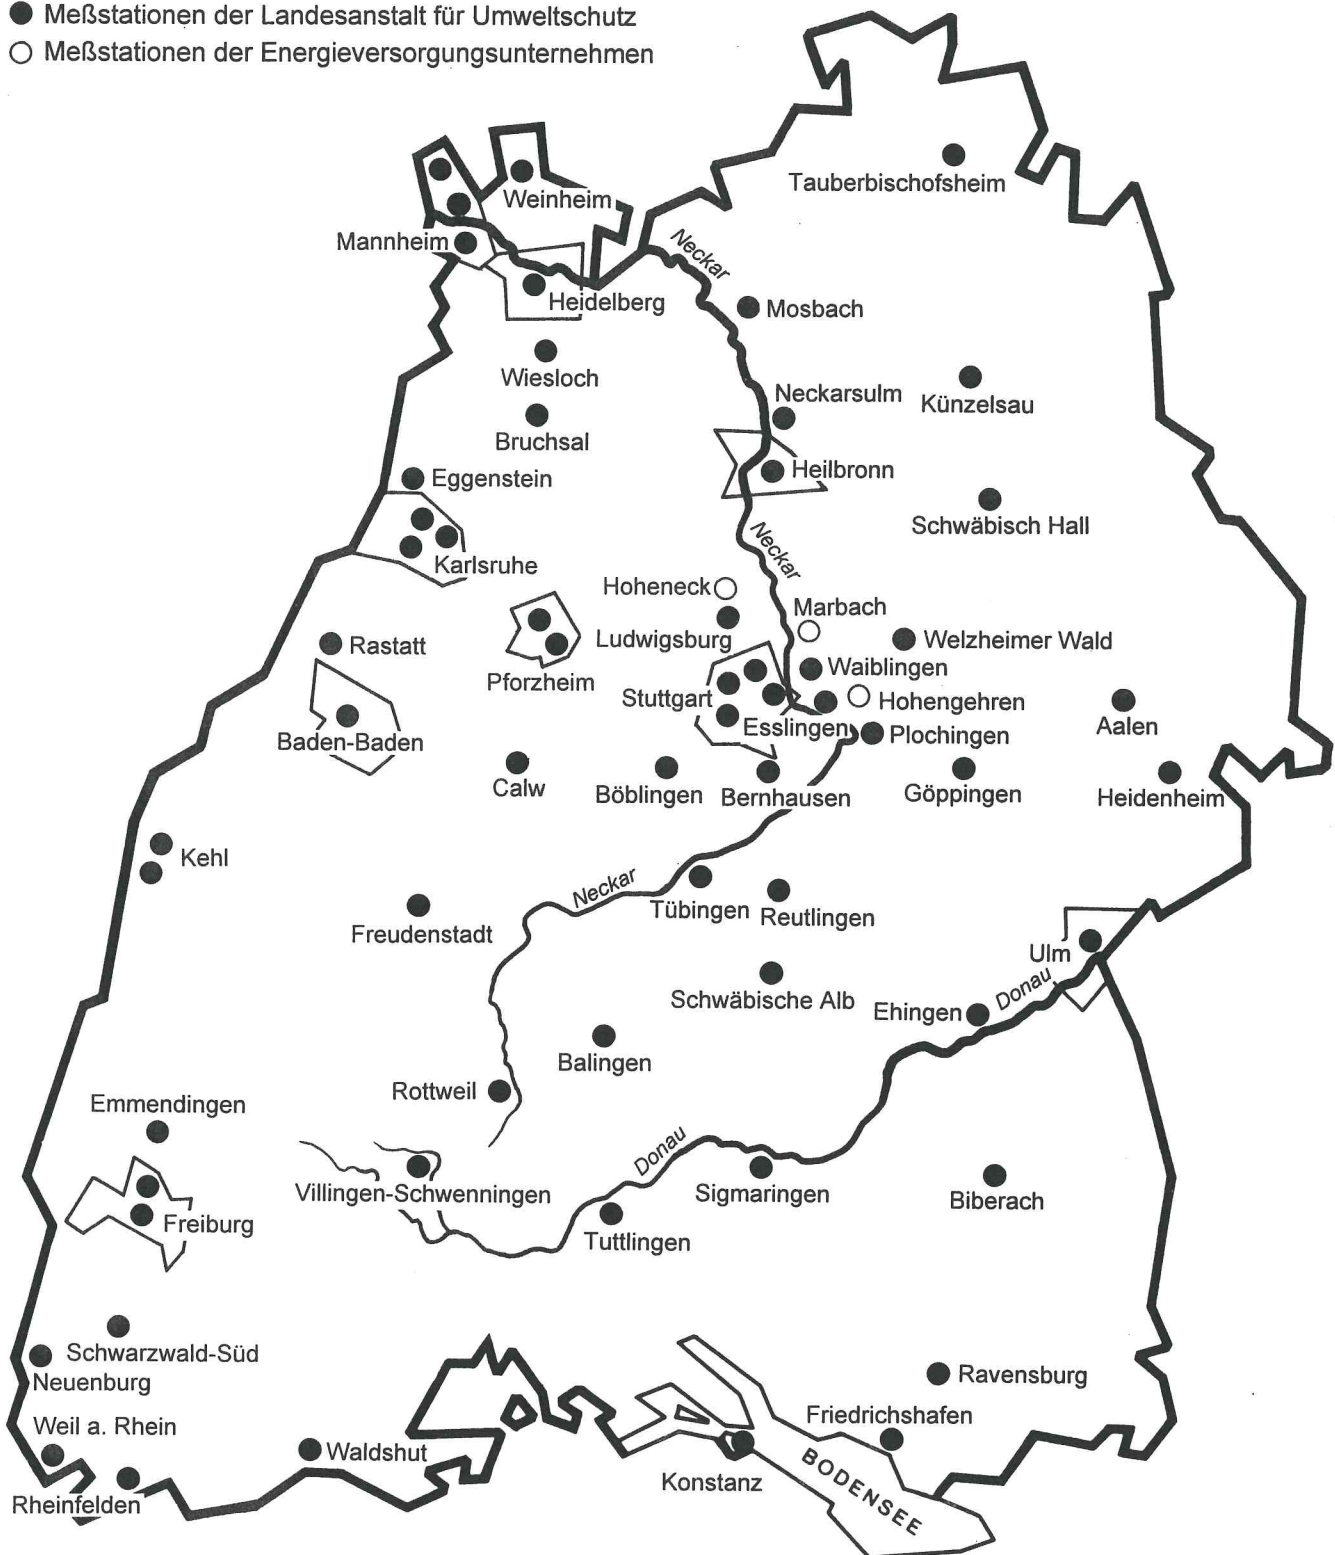 Meßstationen der Landesanstalt für Umweltschutz
Meßstationen der Energieversorgungsunternehmen
Tauberbischofsheim
Weinheim
Mannheim
Neckar
Heidelberg
Mosbach
Wiesloch
Neckarsulm
Künzelsau
Bruchsal
Heilbronn
Eggenstein
Schwäbisch Hall
Neckar
Karlsruhe
Hoheneck
Marbach
Ludwigsburg
Welzheimer Wald
Rastatt
Waiblingen
Pforzheim
Stuttgart
Hohengehren
Esslingen
Aalen
Plochingen
Baden-Baden
Calw
Böblingen
Bernhausen
Göppingen
Heidenheim
Kehl
Neckar
Tübingen
Reutlingen
Freudenstadt
Ulm
Donau
Schwäbische Alb
Ehingen
Balingen
Rottweil
Emmendingen
Donau
Villingen-Schwenningen
Sigmaringen
Biberach
Freiburg
Tuttlingen
Schwarzwald-Süd
Neuenburg
Ravensburg
Weil a. Rhein
Friedrichshafen
Waldshut
Konstanz
BODENSEE
Rheinfelden